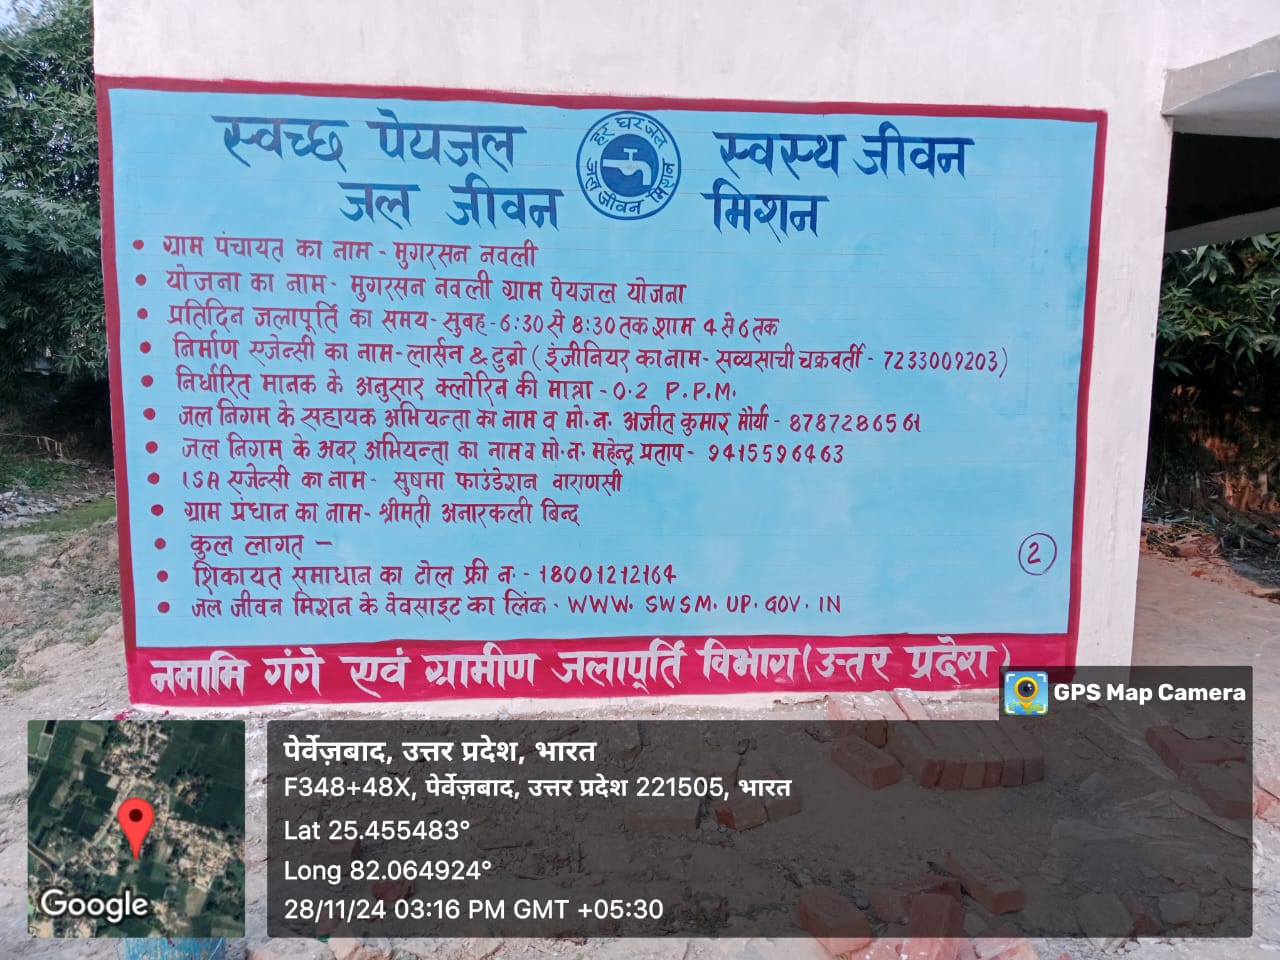 स्वच्छ पेयजल
हर घर जल
जल जीवन मिशन
स्वस्थ जीवन
जल जीवन मिशन
• ग्राम पंचायत का नाम - मुगरसन नवली
• योजना का नाम - मुगरसन नवली ग्राम पेयजल योजना
• प्रतिदिन जलापूर्ति का समय - सुबह - 6:30 से 8:30 तक शाम 4 से 6 तक
• निर्माण एजेन्सी का नाम - लार्सन & टुब्रो ( इंजीनियर का नाम - सव्यसाची चक्रवर्ती - 7233009203)
• निर्धारित मानक के अनुसार क्लोरिन की मात्रा - 0.2 P.P.M.
• जल निगम के सहायक अभियन्ता का नाम व मो.न. अजीत कुमार मौर्या - 8787286561
• जल निगम के अवर अभियन्ता का नाम व मो.न. महेन्द्र प्रताप - 9415596463
• ISA एजेन्सी का नाम - सुषमा फाउंडेशन वाराणसी
• ग्राम प्रंधान का नाम - श्रीमती अनारकली बिन्द
• कुल लागत -
2
• शिकायत समाधान का टोल फ्री न. - 18001212164
• जल जीवन मिशन के वेवसाइट का लिंक - WWW. SWSM. UP. GOV. IN
नमामि गंगे एवं ग्रामीण जलापूर्ति विभाग (उत्तर प्रदेश)
GPS Map Camera
पेर्वेज़बाद, उत्तर प्रदेश, भारत
F348+48X, पेर्वेज़बाद, उत्तर प्रदेश 221505, भारत
Lat 25.455483°
Long 82.064924°
28/11/24 03:16 PM GMT +05:30
Google